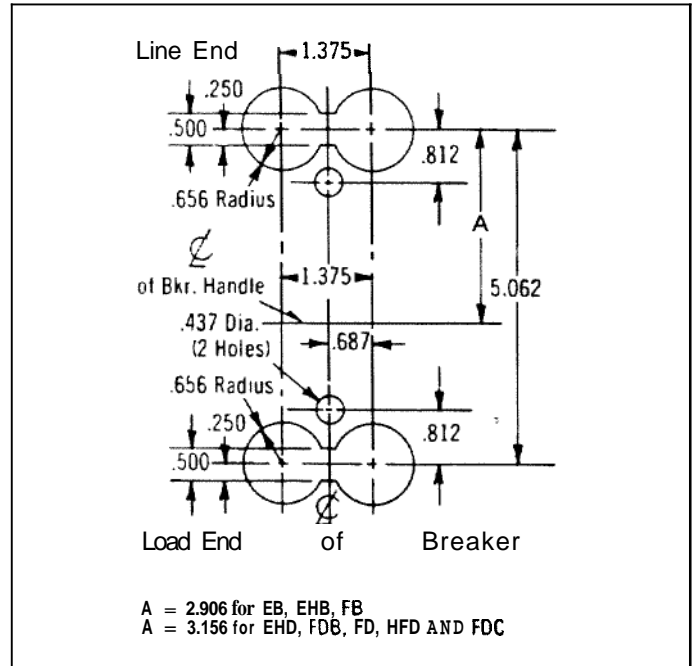 Line End
1.375
.250
.500
.812
.656 Radius
A
℄
of Bkr. Handle
1.375
5.062
.437 Dia.
(2 Holes)
.687
.656 Radius
.250
.812
.500
℄
Load End of Breaker
A = 2.906 for EB, EHB, FB
A = 3.156 for EHD, FDB, FD, HFD AND FDC